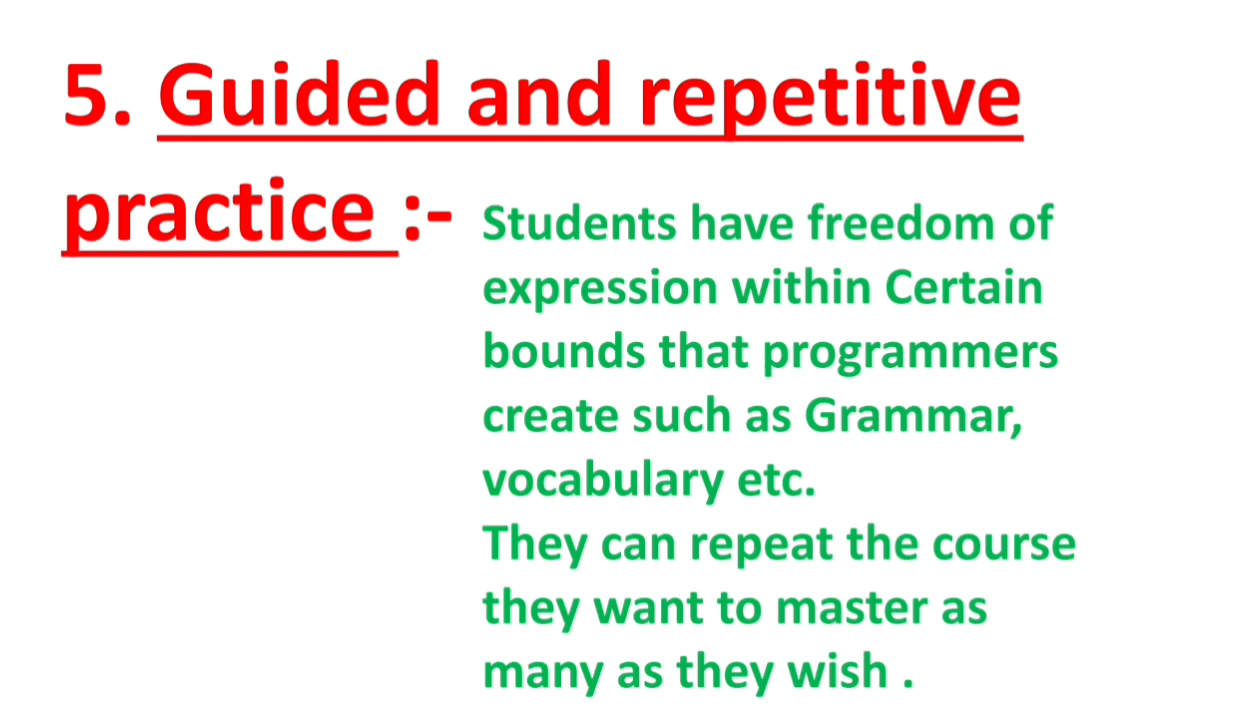 5. Guided and repetitive
practice :- Students have freedom of
expression within Certain
bounds that programmers
create such as Grammar,
vocabulary etc.
They can repeat the course
they want to master as
many as they wish .